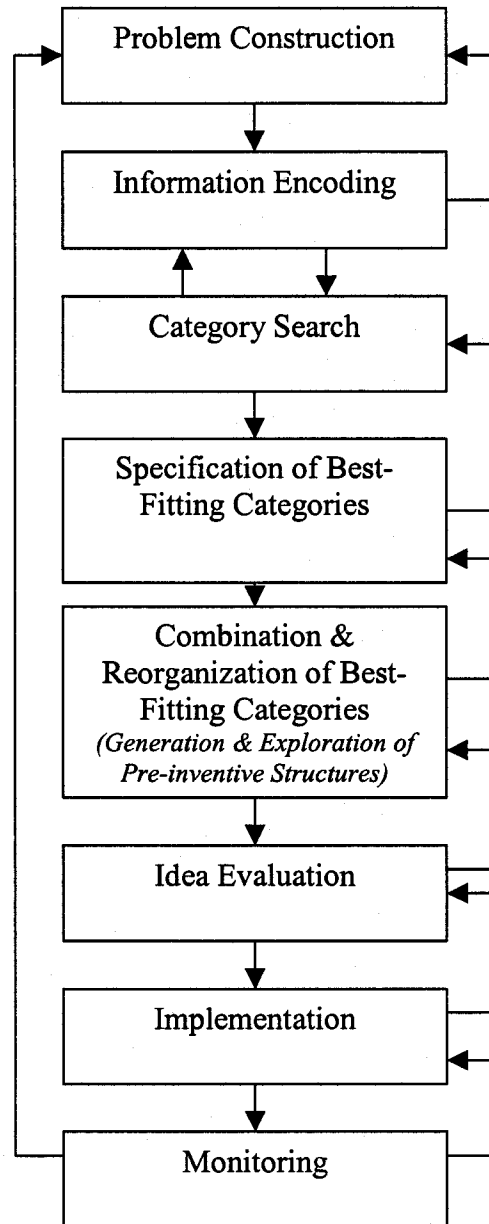 Problem Construction
Information Encoding
Category Search
Specification of Best-
Fitting Categories
Combination &
Reorganization of Best-
Fitting Categories
(Generation & Exploration of
Pre-inventive Structures)
Idea Evaluation
Implementation
Monitoring